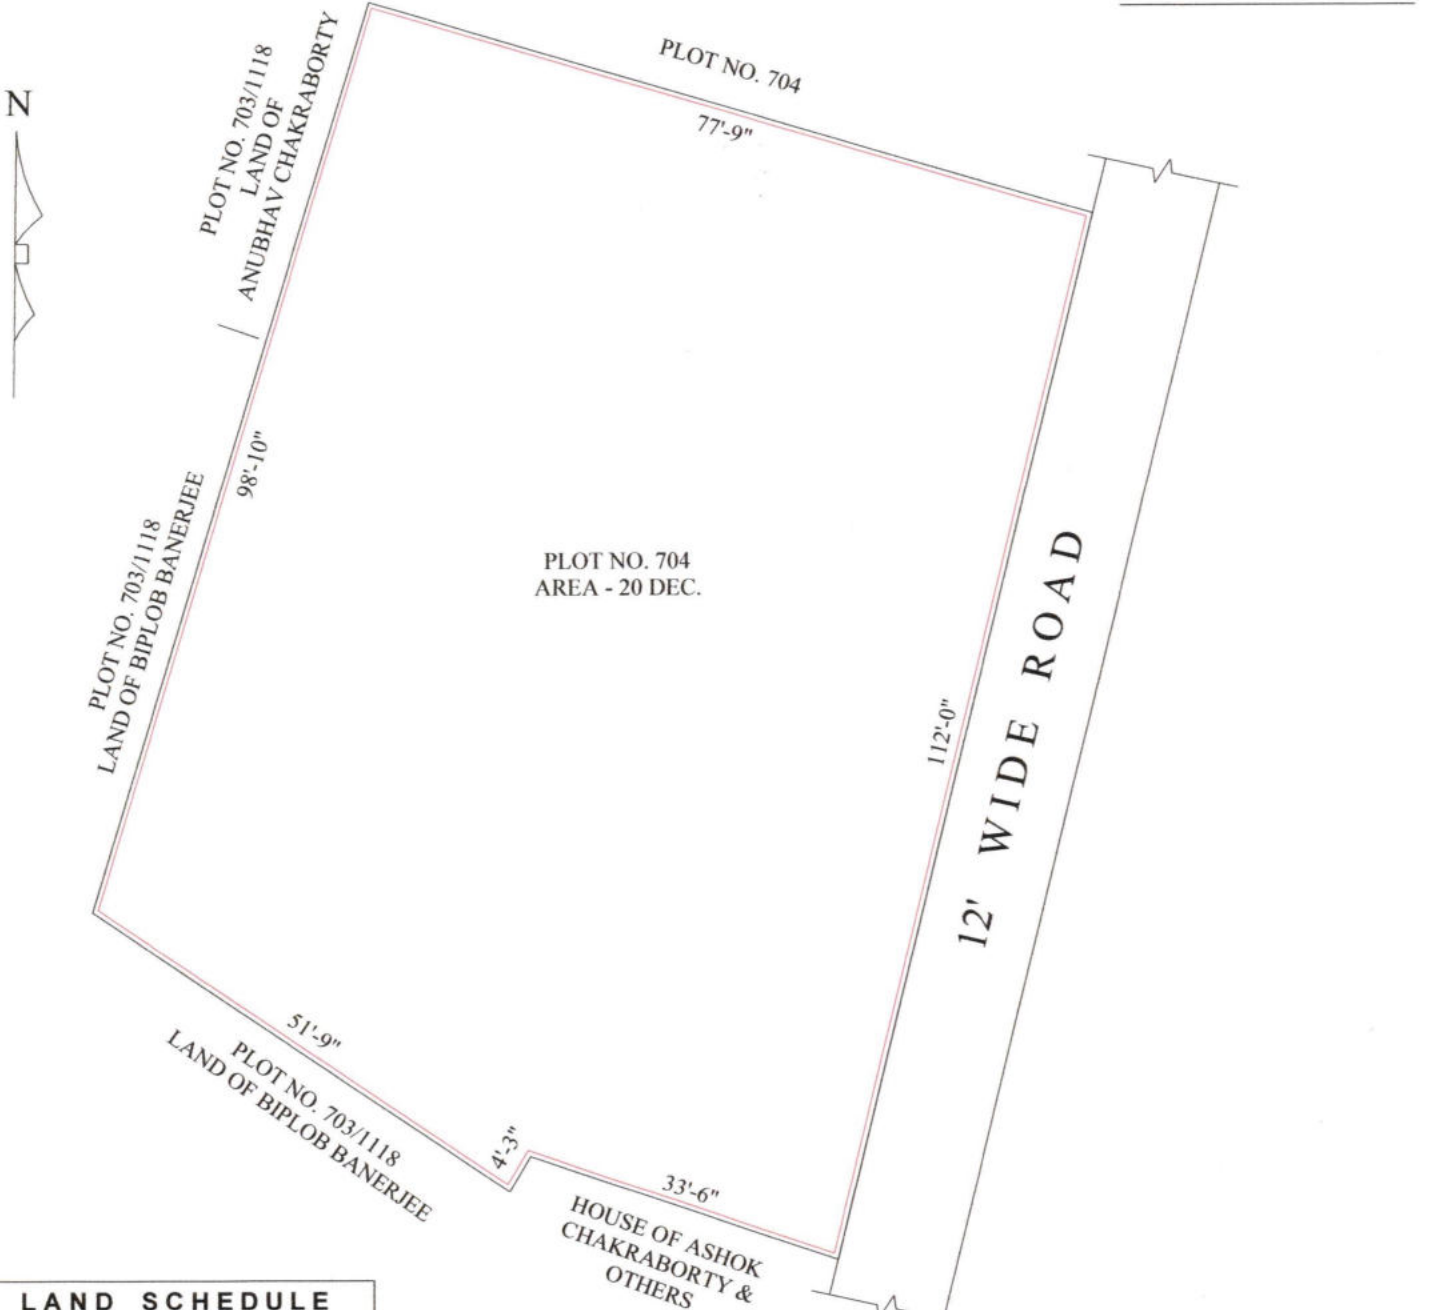 PLOT NO. 704
77'-9"
N
PLOT NO. 703/1118
LAND OF
ANUBHAV CHAKRABORTY
98'-10"
PLOT NO. 703/1118
LAND OF BIPLOB BANERJEE
PLOT NO. 704
AREA - 20 DEC.
112'-0"
12' WIDE ROAD
51'-9"
PLOT NO. 703/1118
LAND OF BIPLOB BANERJEE
4'-3"
33'-6"
HOUSE OF ASHOK
CHAKRABORTY &
OTHERS
LAND SCHEDULE